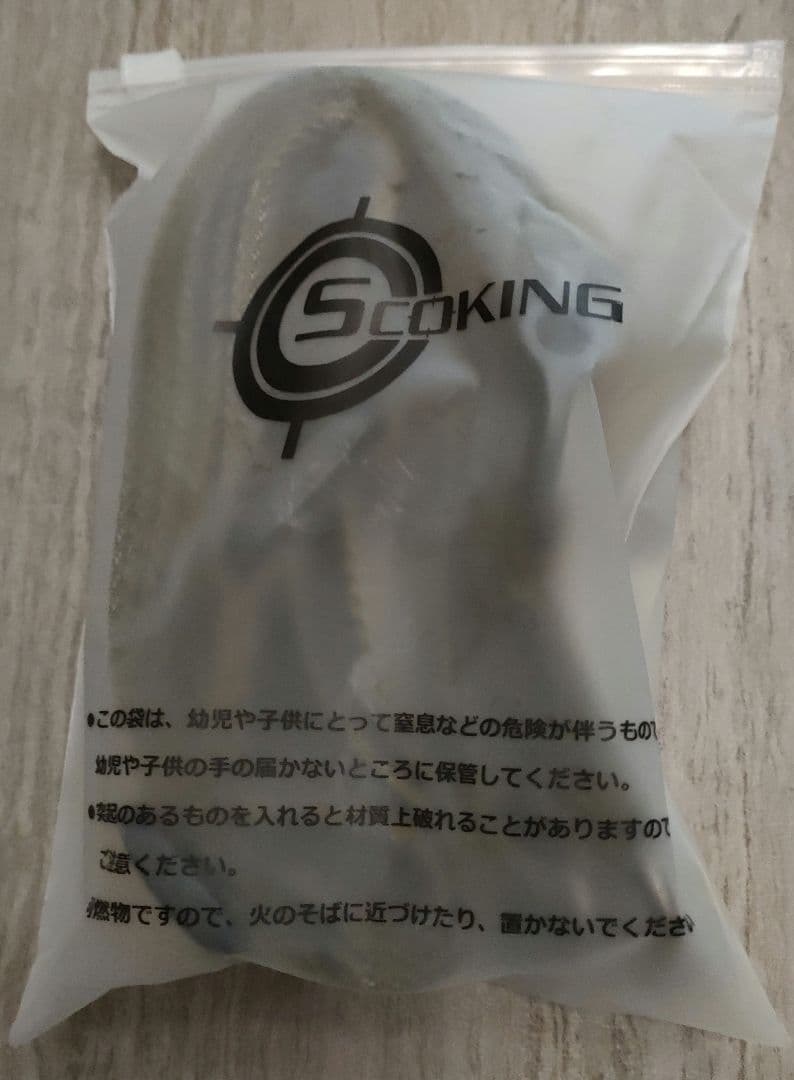 SCOKING
●この袋は、幼児や子供にとって窒息などの危険が伴うもので
幼児や子供の手の届かないところに保管してください。
●突起のあるものを入れると材質上破れることがありますので
ご注意ください。
燃物ですので、火のそばに近づけたり、置かないでくださ